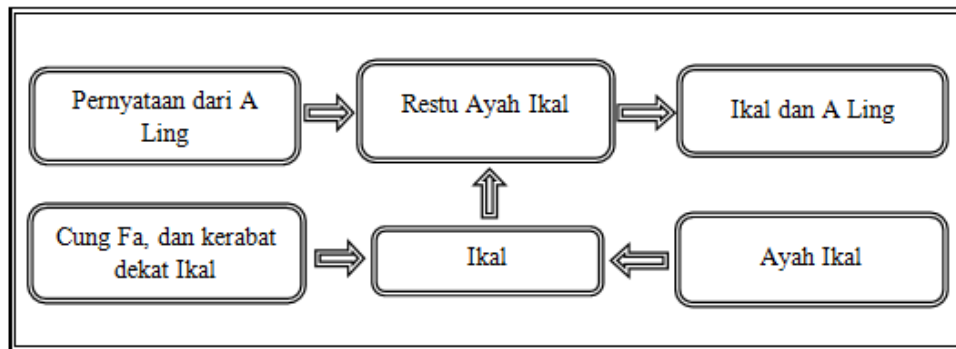 Pernyataan dari A
Ling
Restu Ayah Ikal
Ikal dan A Ling
Cung Fa, dan kerabat
dekat Ikal
Ikal
Ayah Ikal